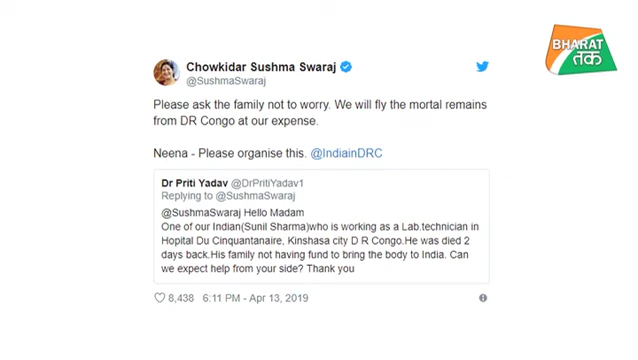 BHARAT
तक
Chowkidar Sushma Swaraj
@SushmaSwaraj
Please ask the family not to worry. We will fly the mortal remains
from DR Congo at our expense.
Neena - Please organise this. @IndiainDRC
Dr Priti Yadav @DrPritiYadav1
Replying to @SushmaSwaraj
@SushmaSwaraj Hello Madam
One of our Indian(Sunil Sharma)who is working as a Lab.technician in
Hopital Du Cinquantanaire, Kinshasa city D R Congo.He was died 2
days back.His family not having fund to bring the body to India. Can
we expect help from your side? Thank you
8,438 6:11 PM - Apr 13, 2019